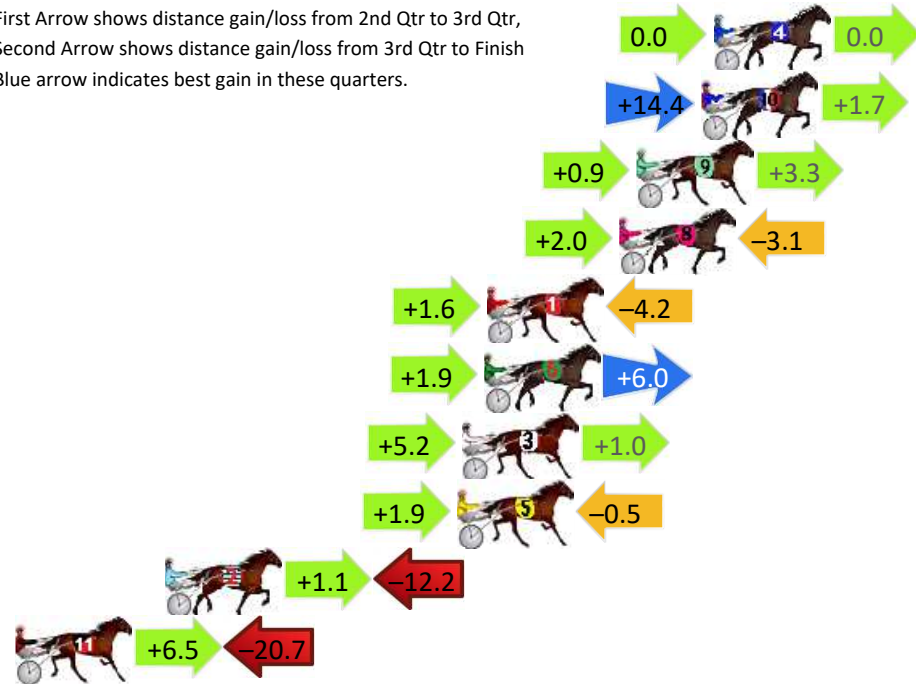 First Arrow shows distance gain/loss from 2nd Qtr to 3rd Qtr,
Second Arrow shows distance gain/loss from 3rd Qtr to Finish
Blue arrow indicates best gain in these quarters.
0.0 4 0.0
+14.4 10 +1.7
+0.9 9 +3.3
+2.0 8 –3.1
+1.6 1 –4.2
+1.9 +6.0
+5.2 3 +1.0
+1.9 5 –0.5
+1.1 –12.2
11 +6.5 –20.7